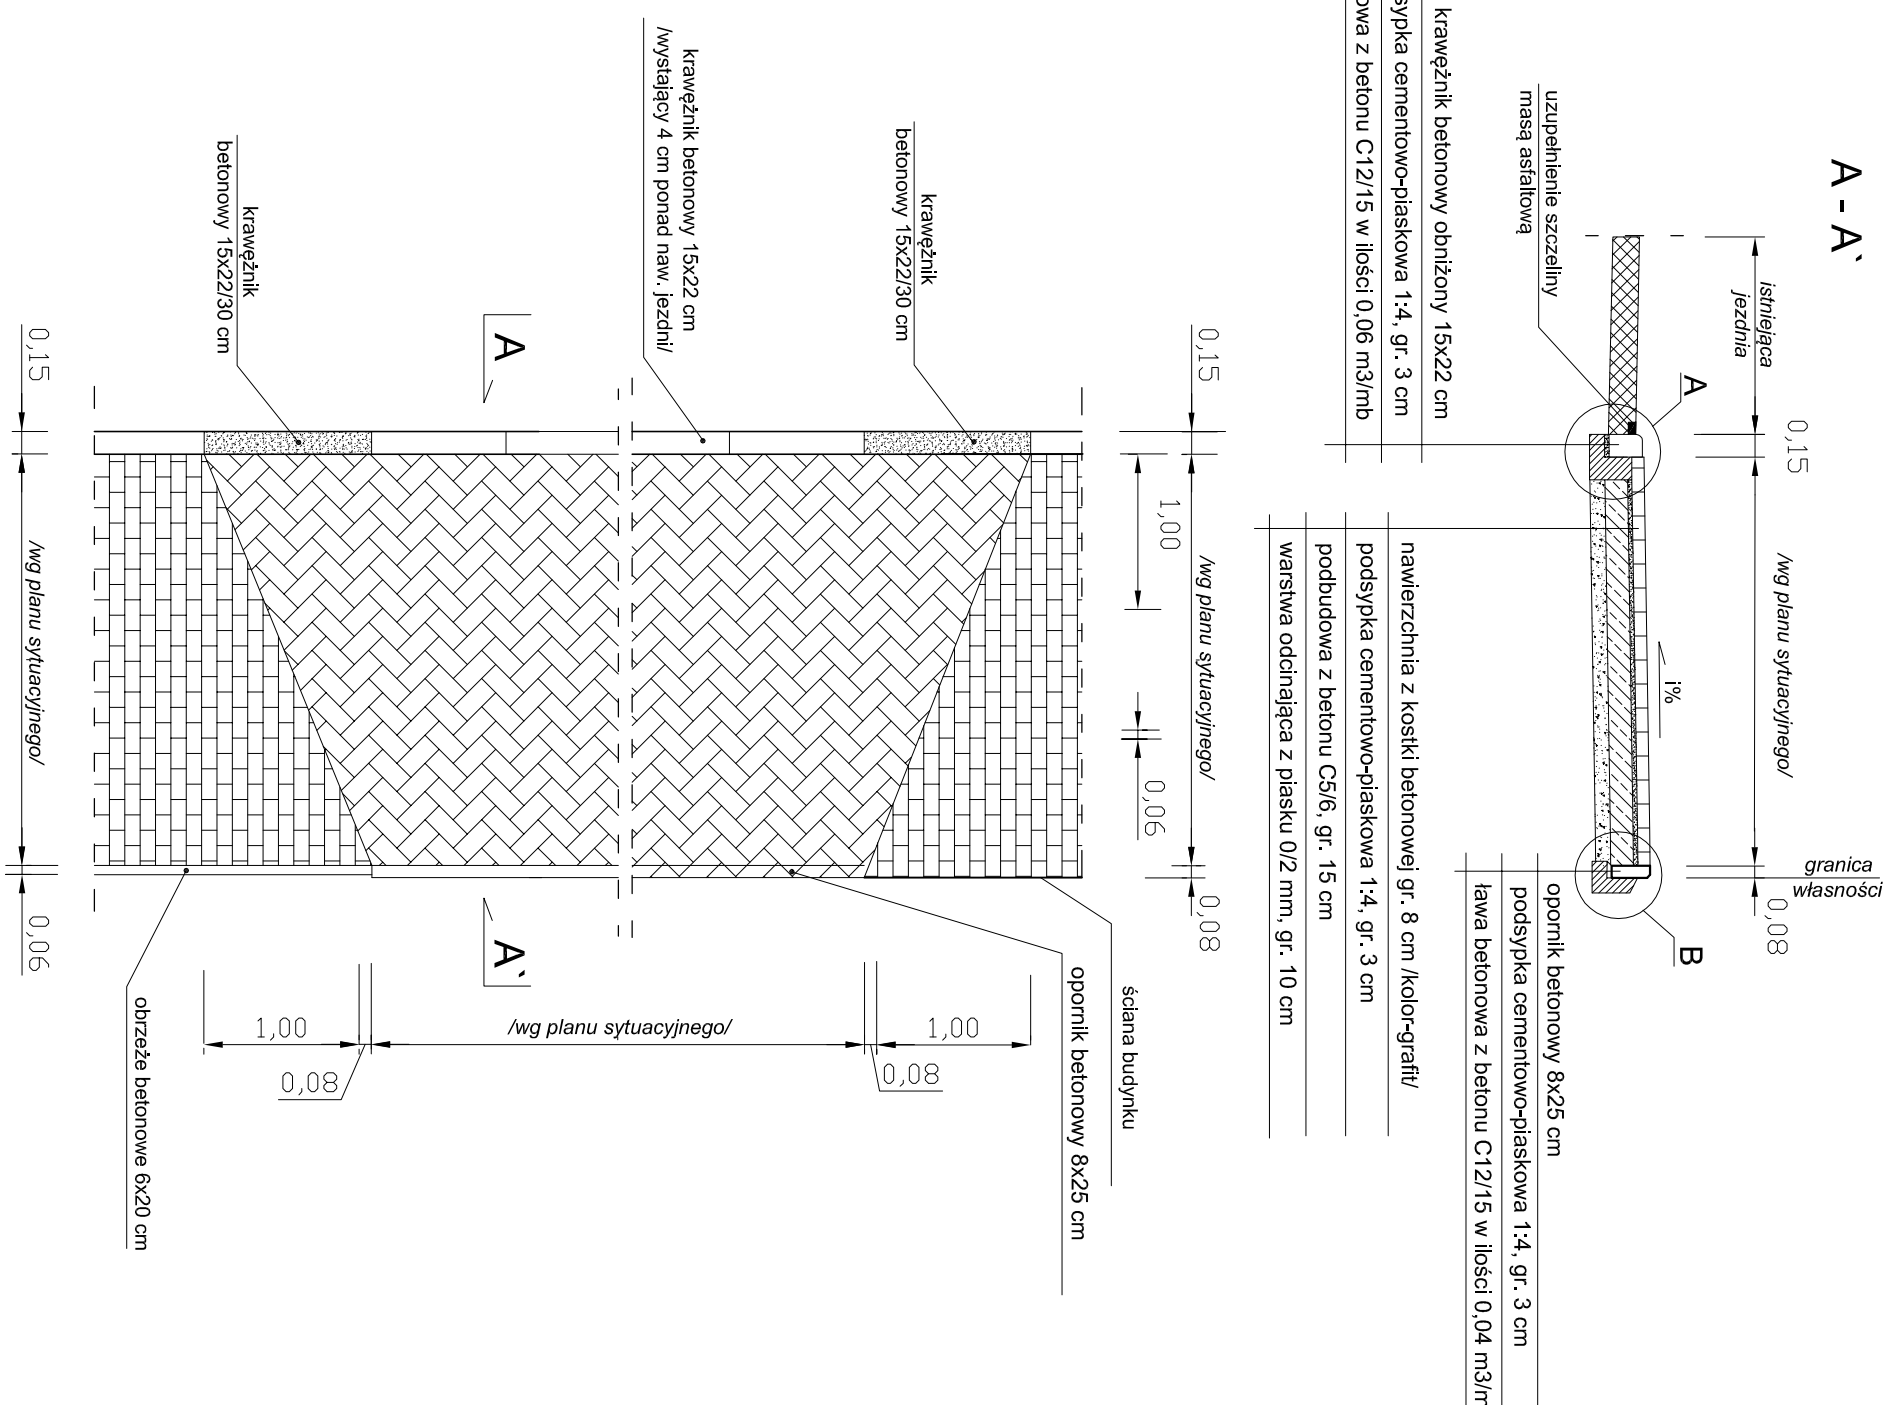 A - A`
istniejąca
jezdnia
0,15
/wg planu sytuacyjnego/
granica
własności
0,08
A
i%
B
uzupełnienie szczeliny
masą asfaltową
krawężnik betonowy obniżony 15x22 cm
sypka cementowo-piaskowa 1:4, gr. 3 cm
owa z betonu C12/15 w ilości 0,06 m3/mb
opornik betonowy 8x25 cm
podsypka cementowo-piaskowa 1:4, gr. 3 cm
ława betonowa z betonu C12/15 w ilości 0,04 m3/m
nawierzchnia z kostki betonowej gr. 8 cm /kolor-grafit/
podsypka cementowo-piaskowa 1:4, gr. 3 cm
podbudowa z betonu C5/6, gr. 15 cm
warstwa odcinająca z piasku 0/2 mm, gr. 10 cm
0,15
/wg planu sytuacyjnego/
0,08
1,00
0,06
krawężnik
betonowy 15x22/30 cm
ściana budynku
opornik betonowy 8x25 cm
krawężnik betonowy 15x22 cm
/wystający 4 cm ponad naw. jezdni/
1,00
0,08
/wg planu sytuacyjnego/
A
A`
1,00
0,08
krawężnik
betonowy 15x22/30 cm
obrzeże betonowe 6x20 cm
0,15
/wg planu sytuacyjnego/
0,06